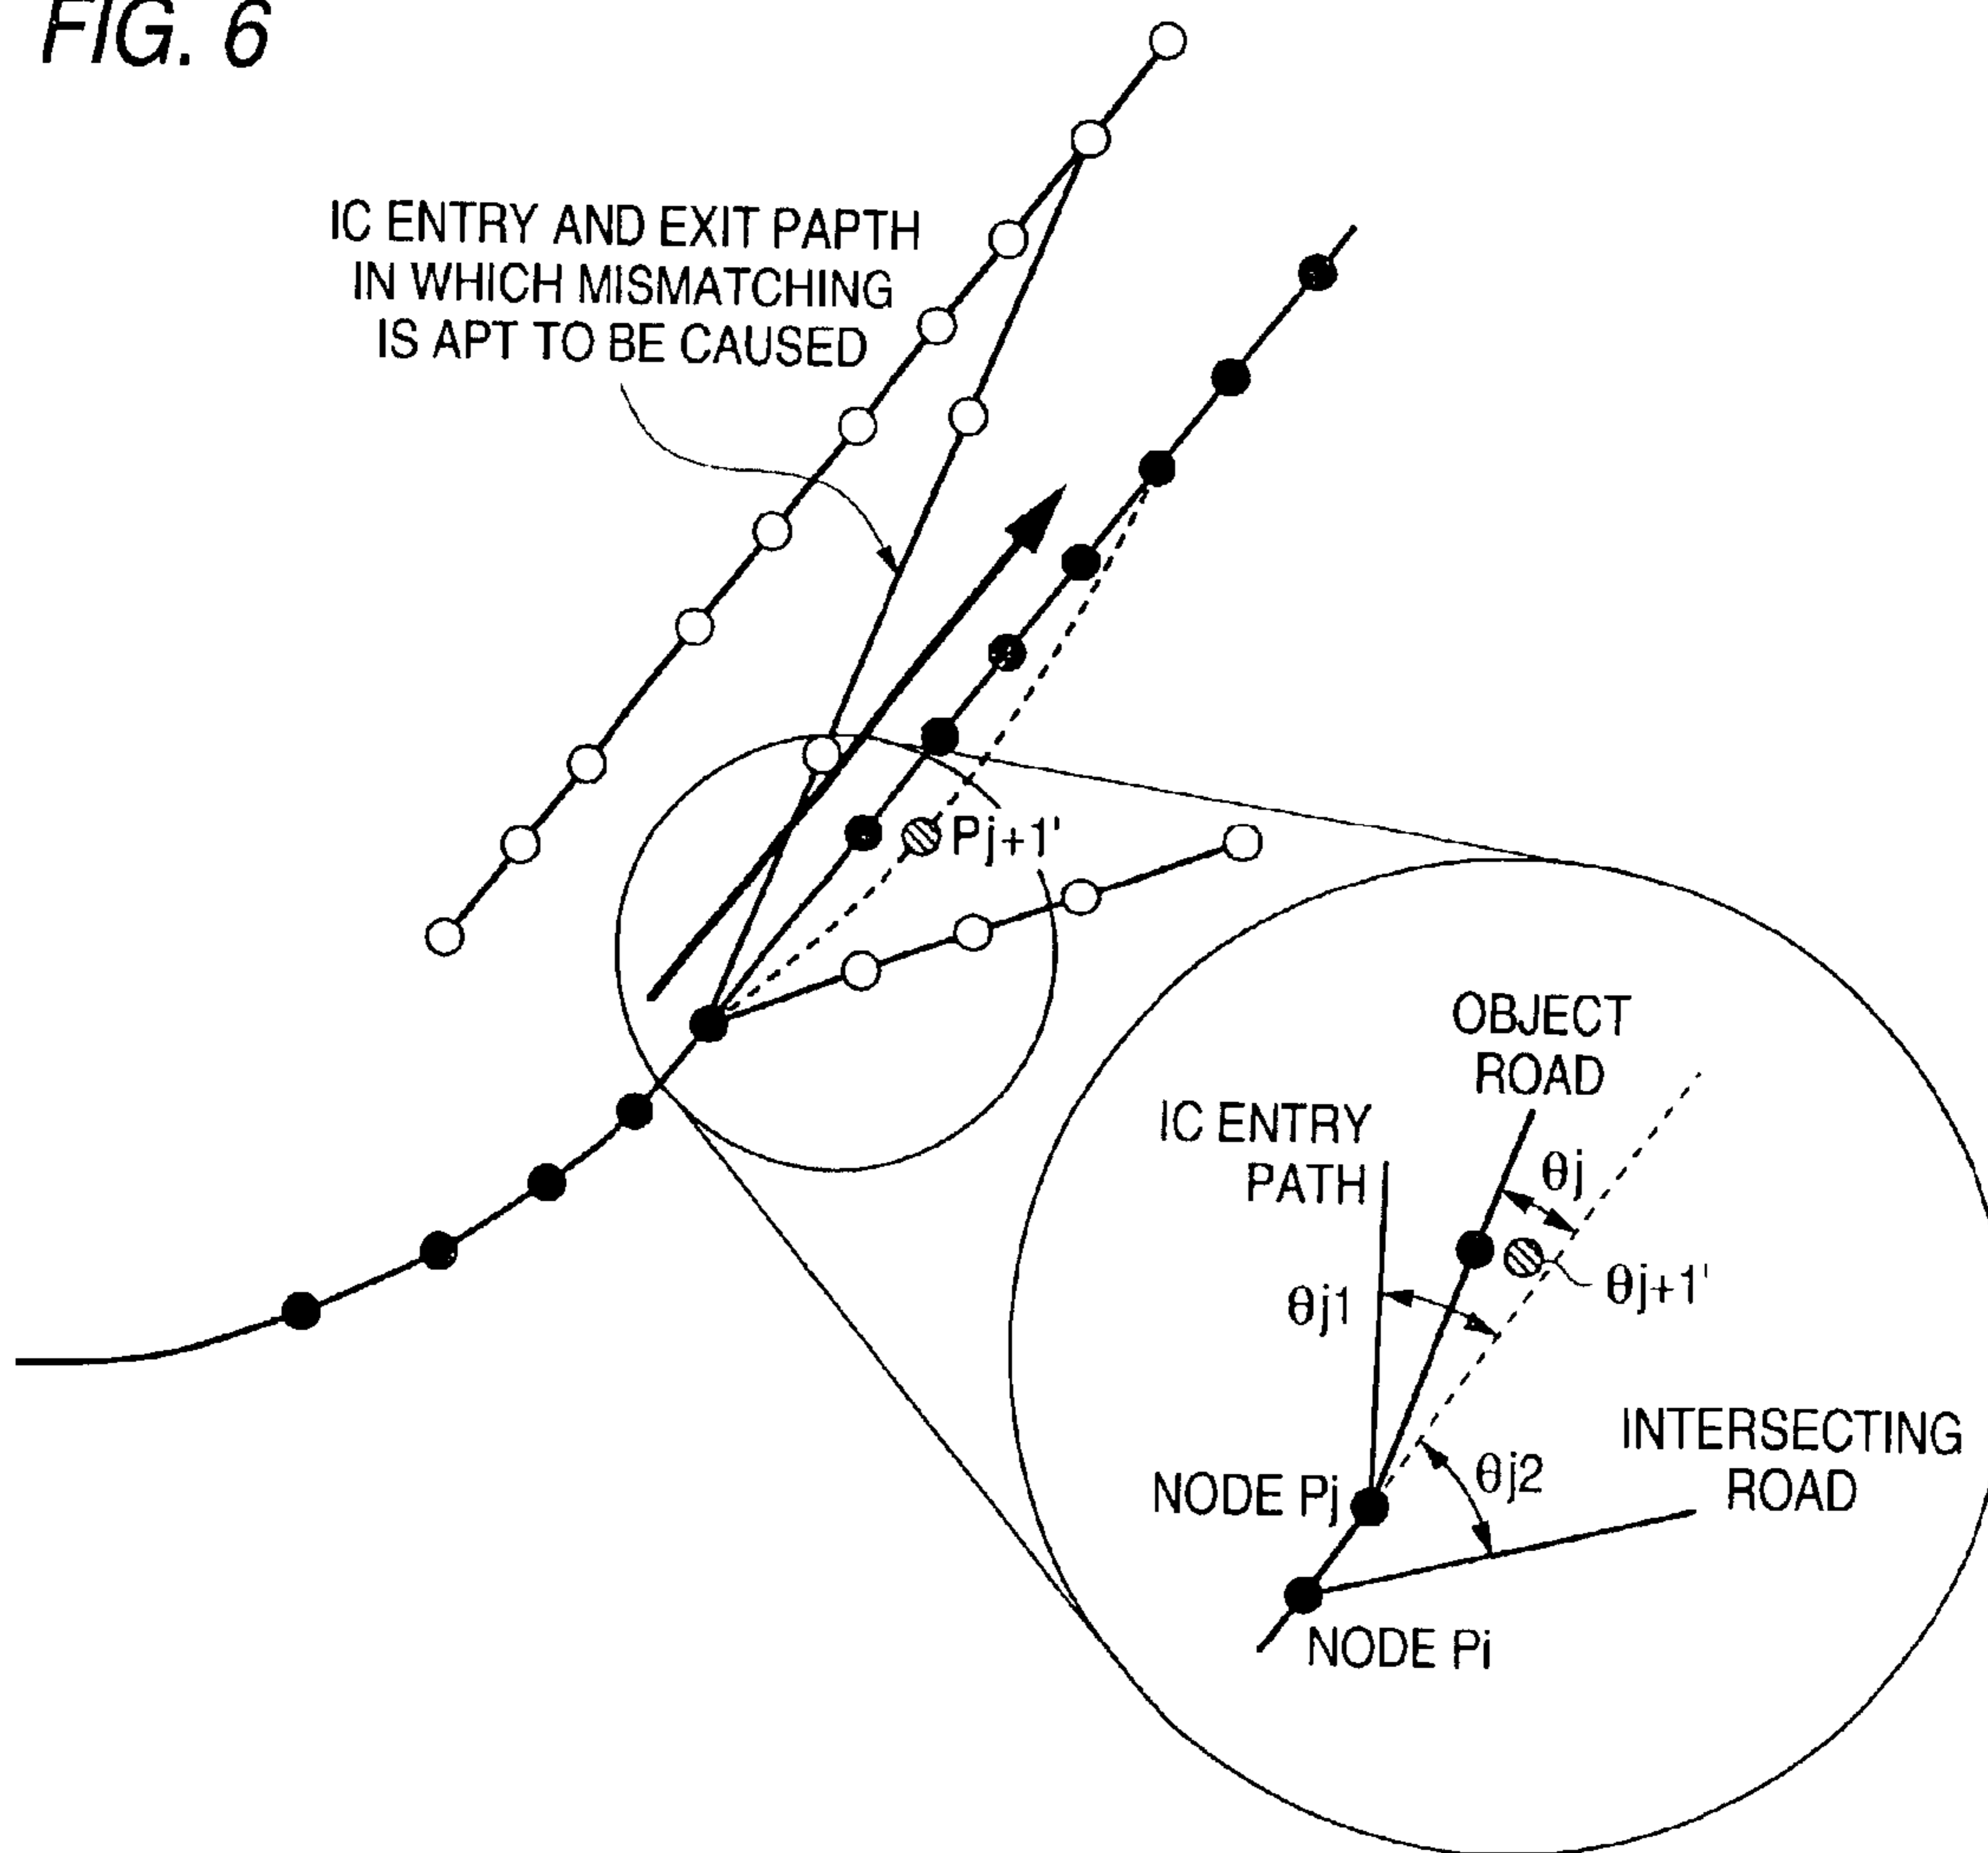 FIG. 6
IC ENTRY AND EXIT PAPTH
IN WHICH MISMATCHING
IS APT TO BE CAUSED
Pj+1'
OBJECT
ROAD
IC ENTRY
PATH
θj
θj1
θj+1'
INTERSECTING
ROAD
θj2
NODE Pj
NODE Pi